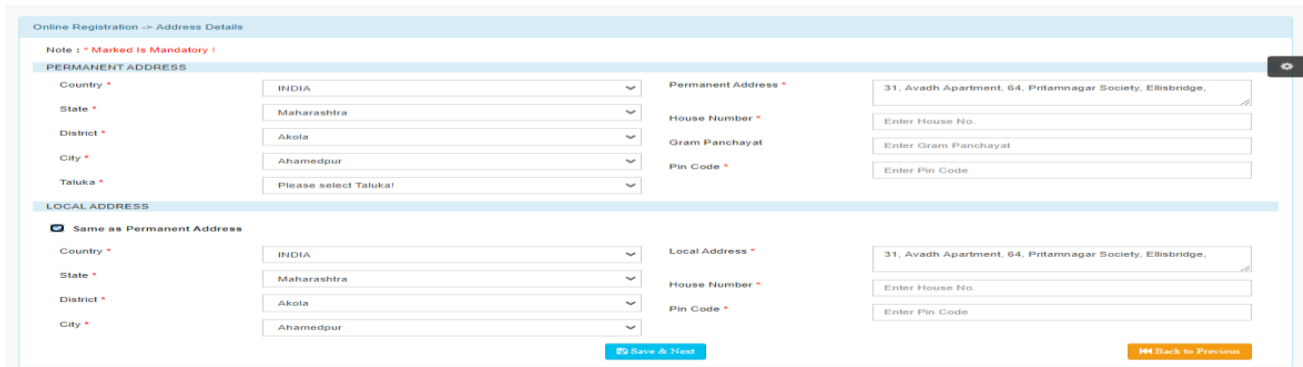 Online Registration -> Address Details
Note : * Marked Is Mandatory !
PERMANENT ADDRESS
Country * INDIA
State * Maharashtra
District * Akola
City * Ahamedpur
Taluka * Please select Taluka!
Permanent Address * 31, Avadh Apartment, 64, Pritamnagar Society, Ellisbridge,
House Number * Enter House No.
Gram Panchayat Enter Gram Panchayat
Pin Code * Enter Pin Code
LOCAL ADDRESS
Same as Permanent Address
Country * INDIA
State * Maharashtra
District * Akola
City * Ahamedpur
Local Address * 31, Avadh Apartment, 64, Pritamnagar Society, Ellisbridge,
House Number * Enter House No.
Pin Code * Enter Pin Code
Save & Next
Back to Previous